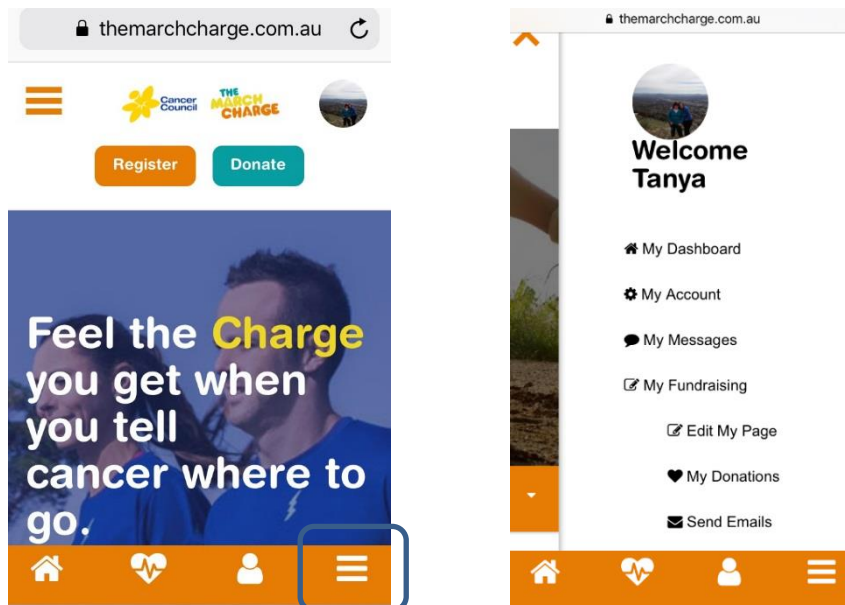 themarchcharge.com.au
Cancer
Council
THE
MARCH
CHARGE
Register
Donate
Feel the Charge
you get when
you tell
cancer where to
go.
themarchcharge.com.au
Welcome
Tanya
My Dashboard
My Account
My Messages
My Fundraising
Edit My Page
My Donations
Send Emails